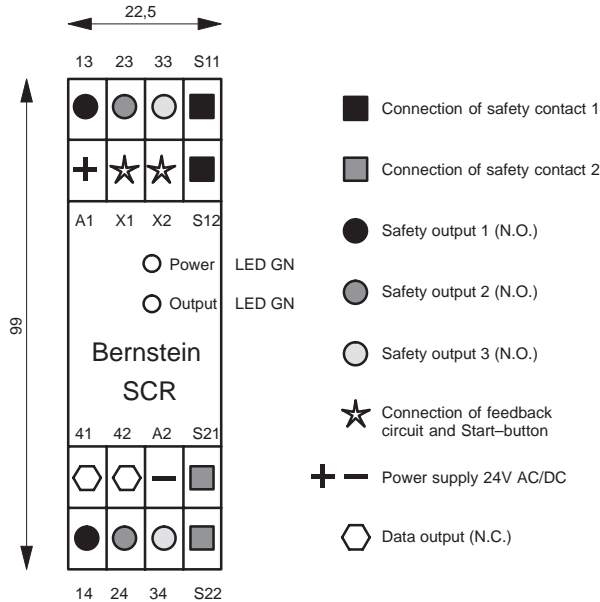 22,5
13 23 33 S11
A1 X1 X2 S12
Power LED GN
Output LED GN
99
Bernstein
SCR
41 42 A2 S21
14 24 34 S22
Connection of safety contact 1
Connection of safety contact 2
Safety output 1 (N.O.)
Safety output 2 (N.O.)
Safety output 3 (N.O.)
Connection of feedback
circuit and Start–button
Power supply 24V AC/DC
Data output (N.C.)